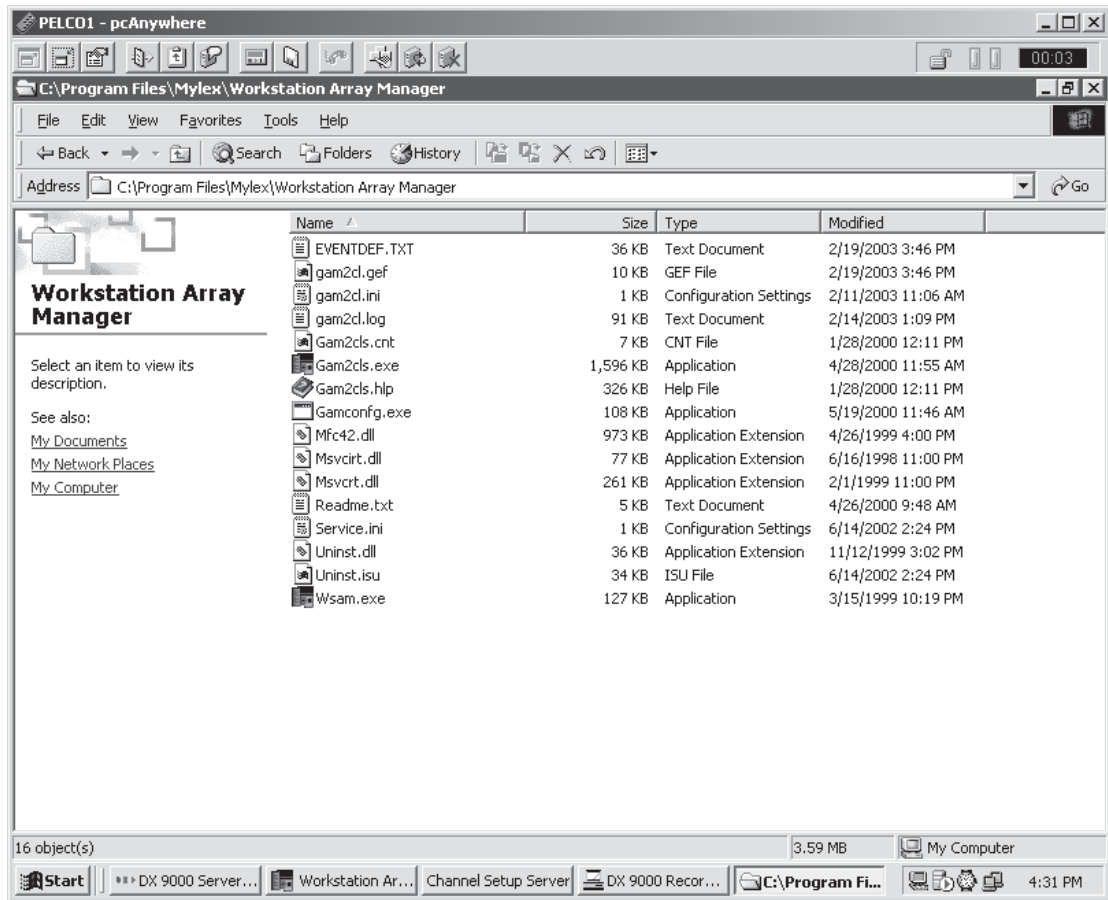 PELCO1 - pcAnywhere
00:03
C:\Program Files\Mylex\Workstation Array Manager
File Edit View Favorites Tools Help
Back Search Folders History
Address C:\Program Files\Mylex\Workstation Array Manager Go
Workstation Array
Manager
Select an item to view its
description.
See also:
My Documents
My Network Places
My Computer
Name Size Type Modified
EVENTDEF.TXT 36 KB Text Document 2/19/2003 3:46 PM
gam2cl.gef 10 KB GEF File 2/19/2003 3:46 PM
gam2cl.ini 1 KB Configuration Settings 2/11/2003 11:06 AM
gam2cl.log 91 KB Text Document 2/14/2003 1:09 PM
Gam2cls.cnt 7 KB CNT File 1/28/2000 12:11 PM
Gam2cls.exe 1,596 KB Application 4/28/2000 11:55 AM
Gam2cls.hlp 326 KB Help File 1/28/2000 12:11 PM
Gamconfg.exe 108 KB Application 5/19/2000 11:46 AM
Mfc42.dll 973 KB Application Extension 4/26/1999 4:00 PM
Msvcirt.dll 77 KB Application Extension 6/16/1998 11:00 PM
Msvcrt.dll 261 KB Application Extension 2/1/1999 11:00 PM
Readme.txt 5 KB Text Document 4/26/2000 9:48 AM
Service.ini 1 KB Configuration Settings 6/14/2002 2:24 PM
Uninst.dll 36 KB Application Extension 11/12/1999 3:02 PM
Uninst.isu 34 KB ISU File 6/14/2002 2:24 PM
Wsam.exe 127 KB Application 3/15/1999 10:19 PM
16 object(s) 3.59 MB My Computer
Start DX 9000 Server... Workstation Ar... Channel Setup Server DX 9000 Recor... C:\Program Fi... 4:31 PM